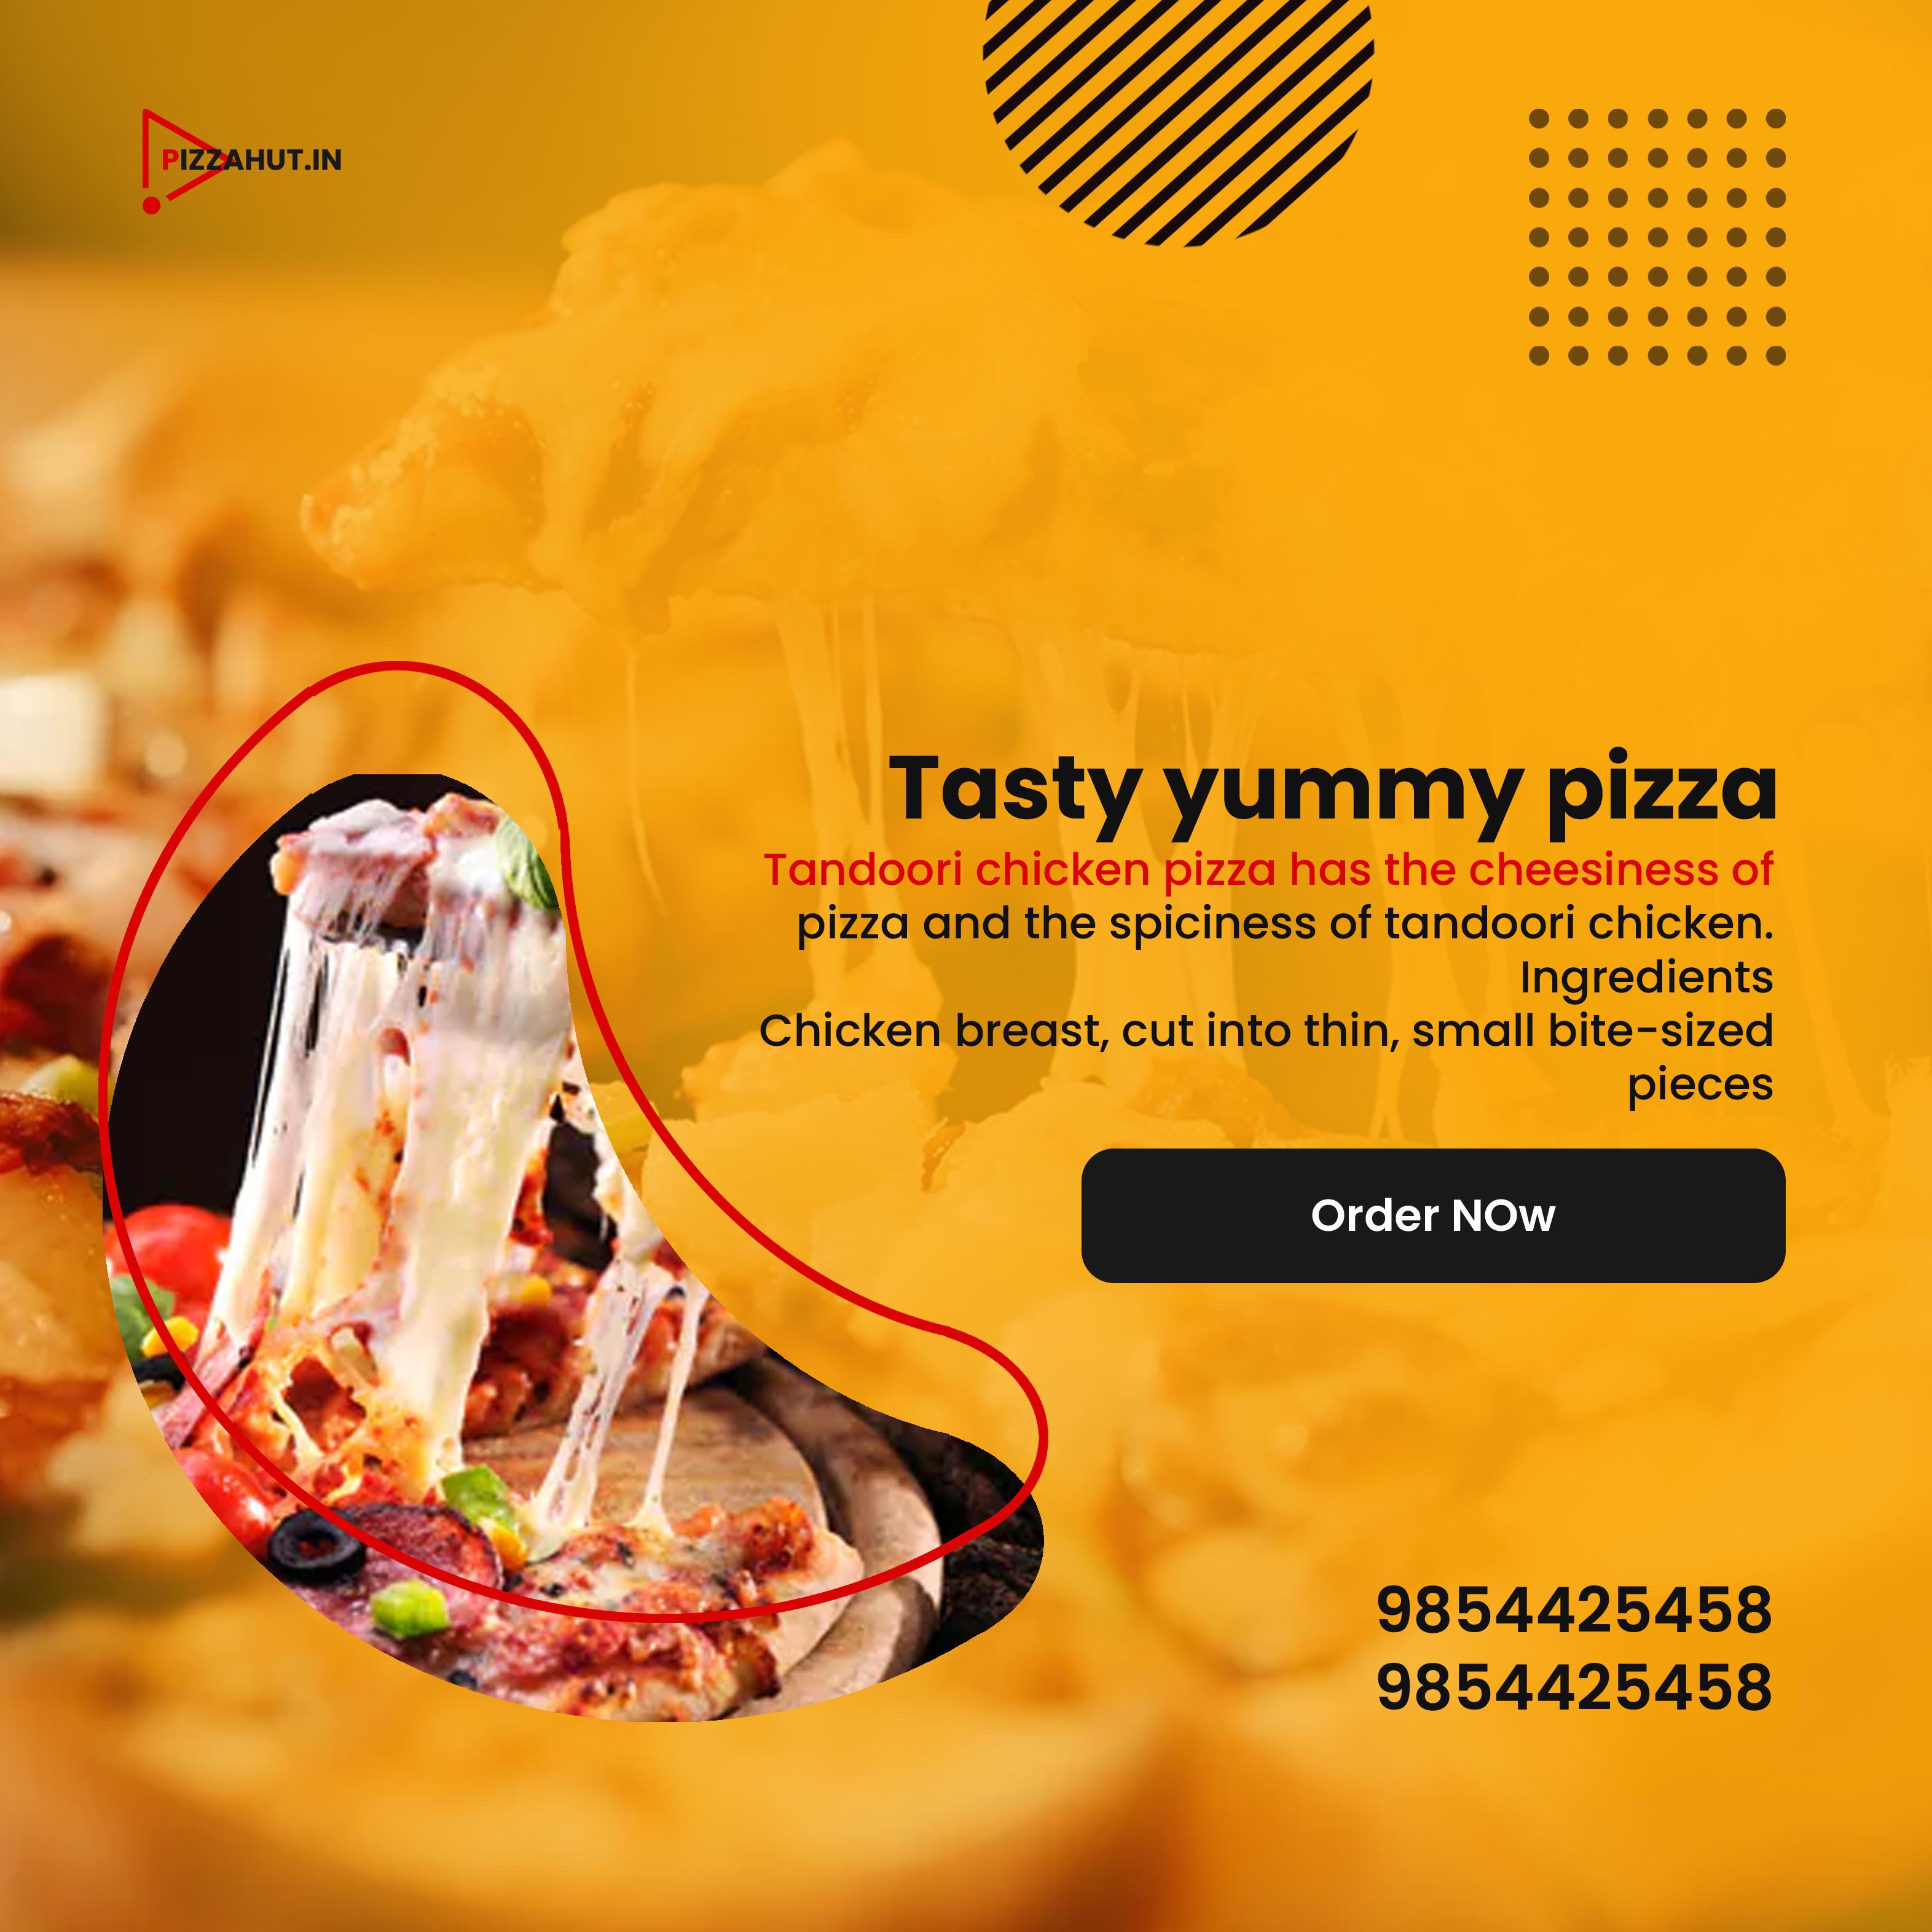 PIZZAHUT.IN
Tasty yummy pizza
Tandoori chicken pizza has the cheesiness of
pizza and the spiciness of tandoori chicken.
Ingredients
Chicken breast, cut into thin, small bite-sized
pieces
Order NOw
9854425458
9854425458